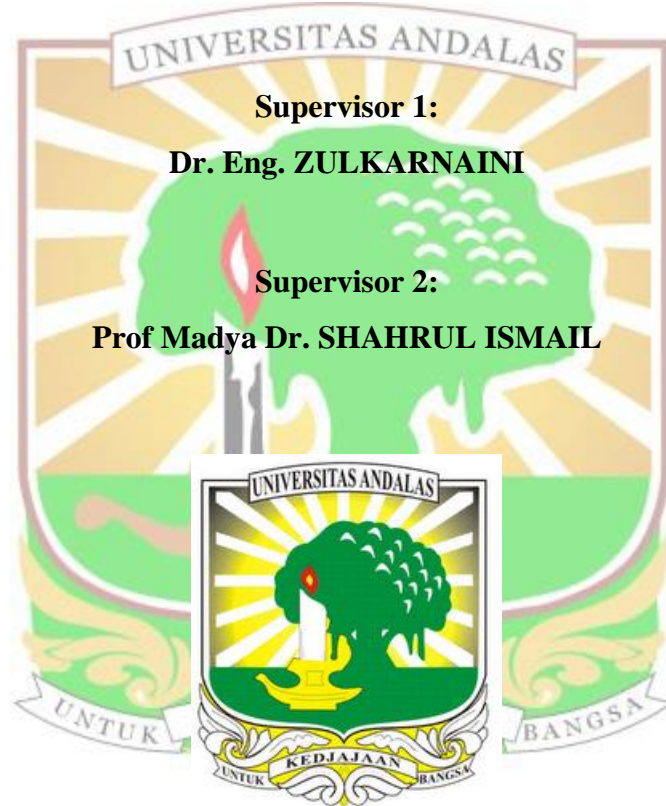 UNIVERSITAS ANDALAS
Supervisor 1:
Dr. Eng. ZULKARNAINI
Supervisor 2:
Prof Madya Dr. SHAHRUL ISMAIL
UNIVERSITAS ANDALAS
UNTUK BANGSA
UNTUK KEDJAJAAN BANGSA